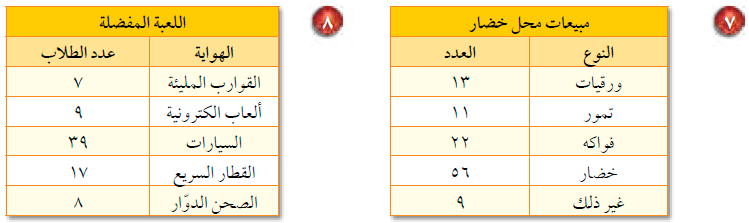 ٧
مبيعات محل خضار
النوع العدد
ورقيات ١٣
تمور ١١
فواكه ٢٢
خضار ٥٦
غير ذلك ٩
٨
اللعبة المفضلة
الهواية عدد الطلاب
القوارب المليئة ٧
ألعاب الكترونية ٩
السيارات ٣٩
القطار السريع ١٧
الصحن الدوّار ٨